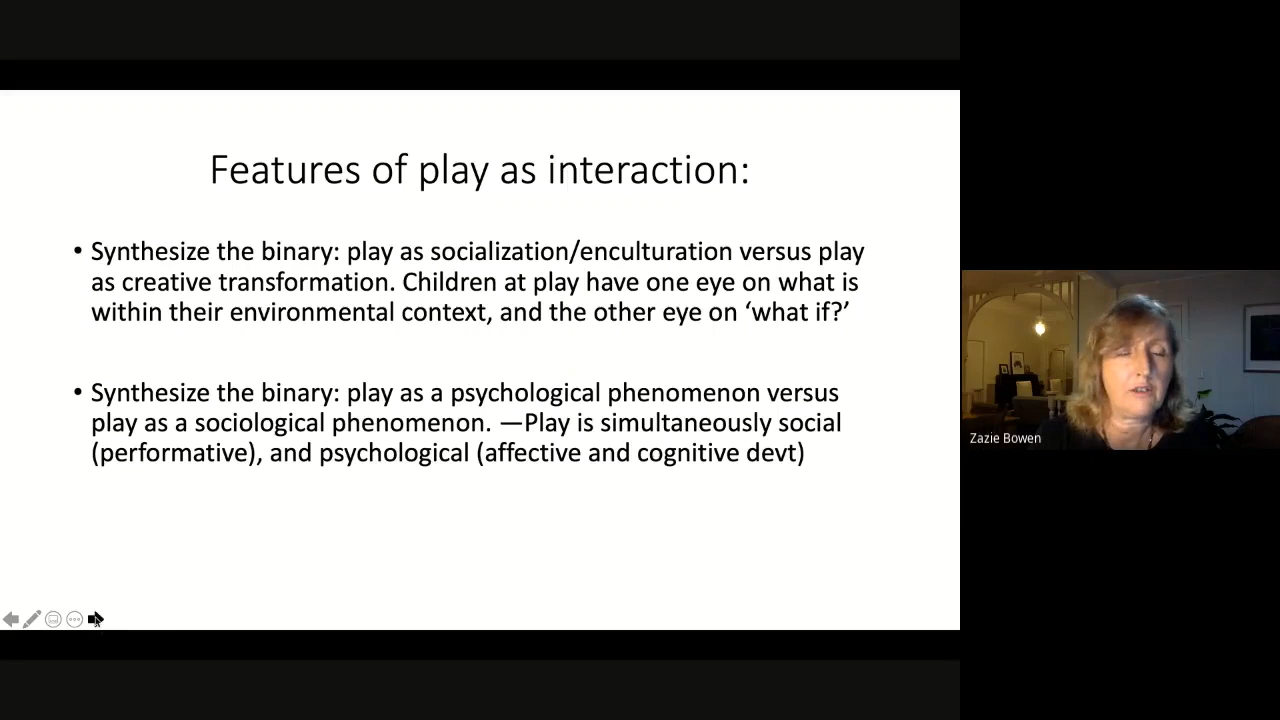 Features of play as interaction:
• Synthesize the binary: play as socialization/enculturation versus play
as creative transformation. Children at play have one eye on what is
within their environmental context, and the other eye on ‘what if?’
• Synthesize the binary: play as a psychological phenomenon versus
play as a sociological phenomenon. —Play is simultaneously social
(performative), and psychological (affective and cognitive devt)
Zazie Bowen